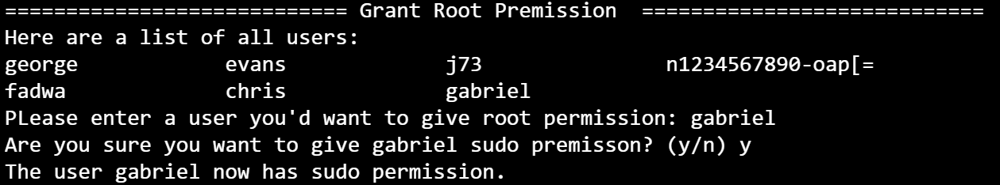 ============================ Grant Root Premission  ============================
Here are a list of all users:
george            evans             j73               n1234567890-oap[=
fadwa             chris             gabriel
PLease enter a user you'd want to give root permission: gabriel
Are you sure you want to give gabriel sudo premisson? (y/n) y
The user gabriel now has sudo permission.